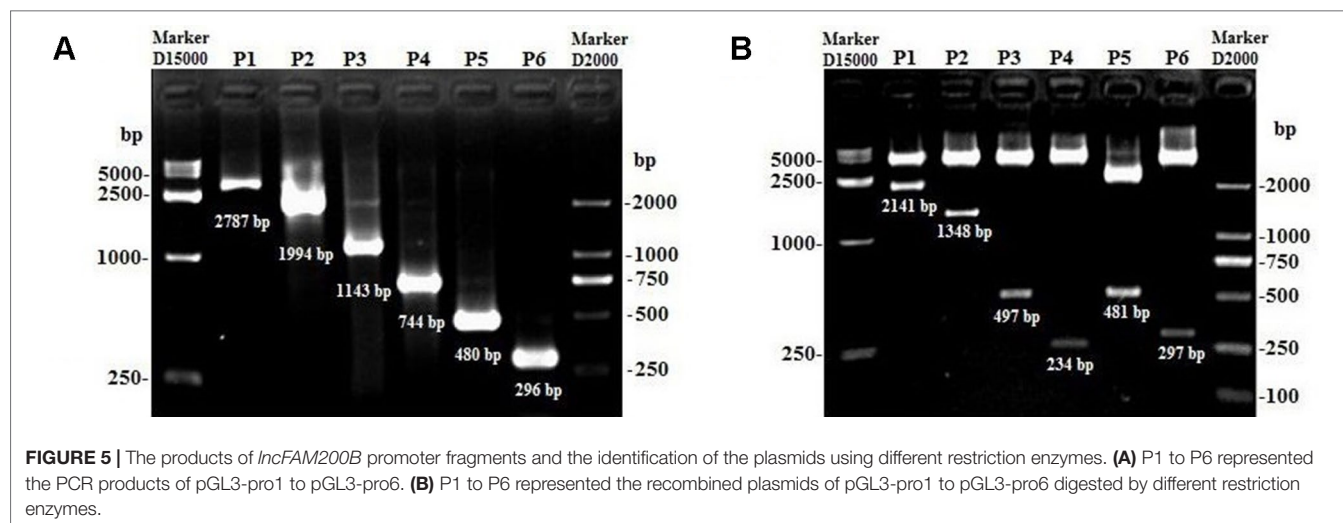 A
Marker
D15000 P1 P2 P3 P4 P5 P6 Marker
D2000
bp
5000-
2500-
1000-
250-
2787 bp
1994 bp
1143 bp
744 bp
480 bp
296 bp
bp
-2000
-1000
-750
-500
-250
B
Marker
D15000 P1 P2 P3 P4 P5 P6 Marker
D2000
5000-
2500-
1000-
250-
2141 bp
1348 bp
497 bp
234 bp
481 bp
297 bp
bp
-2000
-1000
-750
-500
-250
-100
FIGURE 5 | The products of lncFAM200B promoter fragments and the identification of the plasmids using different restriction enzymes. (A) P1 to P6 represented
the PCR products of pGL3-pro1 to pGL3-pro6. (B) P1 to P6 represented the recombined plasmids of pGL3-pro1 to pGL3-pro6 digested by different restriction
enzymes.